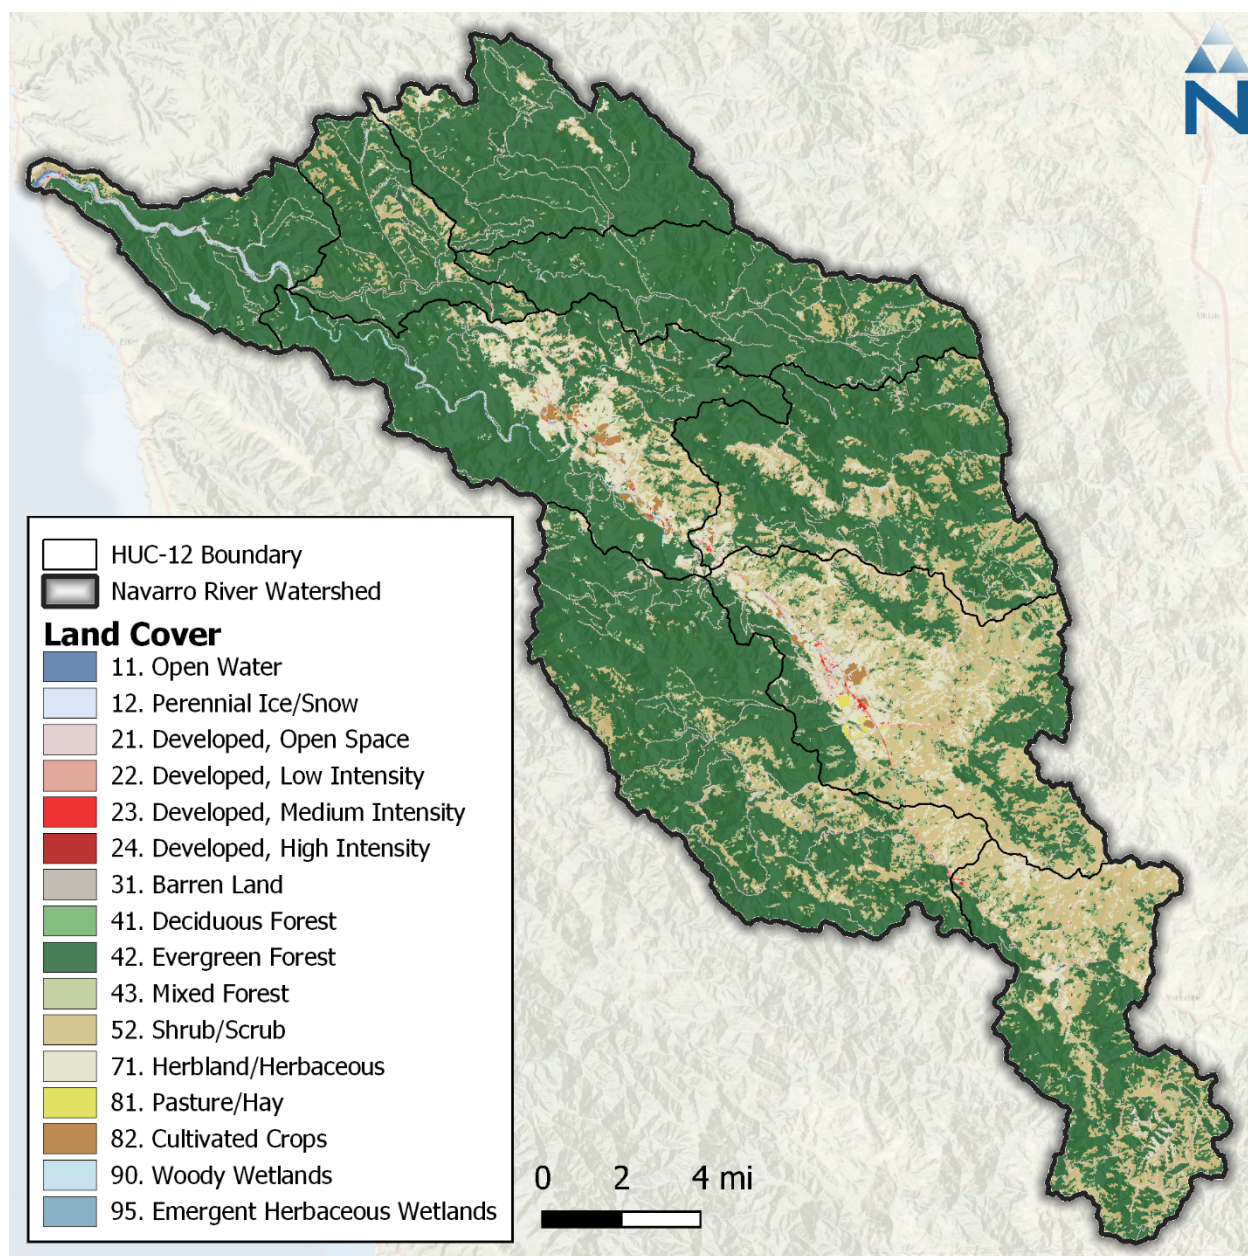 N
HUC-12 Boundary
Navarro River Watershed
Land Cover
11. Open Water
12. Perennial Ice/Snow
21. Developed, Open Space
22. Developed, Low Intensity
23. Developed, Medium Intensity
24. Developed, High Intensity
31. Barren Land
41. Deciduous Forest
42. Evergreen Forest
43. Mixed Forest
52. Shrub/Scrub
71. Herbland/Herbaceous
81. Pasture/Hay
82. Cultivated Crops
90. Woody Wetlands
95. Emergent Herbaceous Wetlands
0 2 4 mi
Ukiah
Yorkville